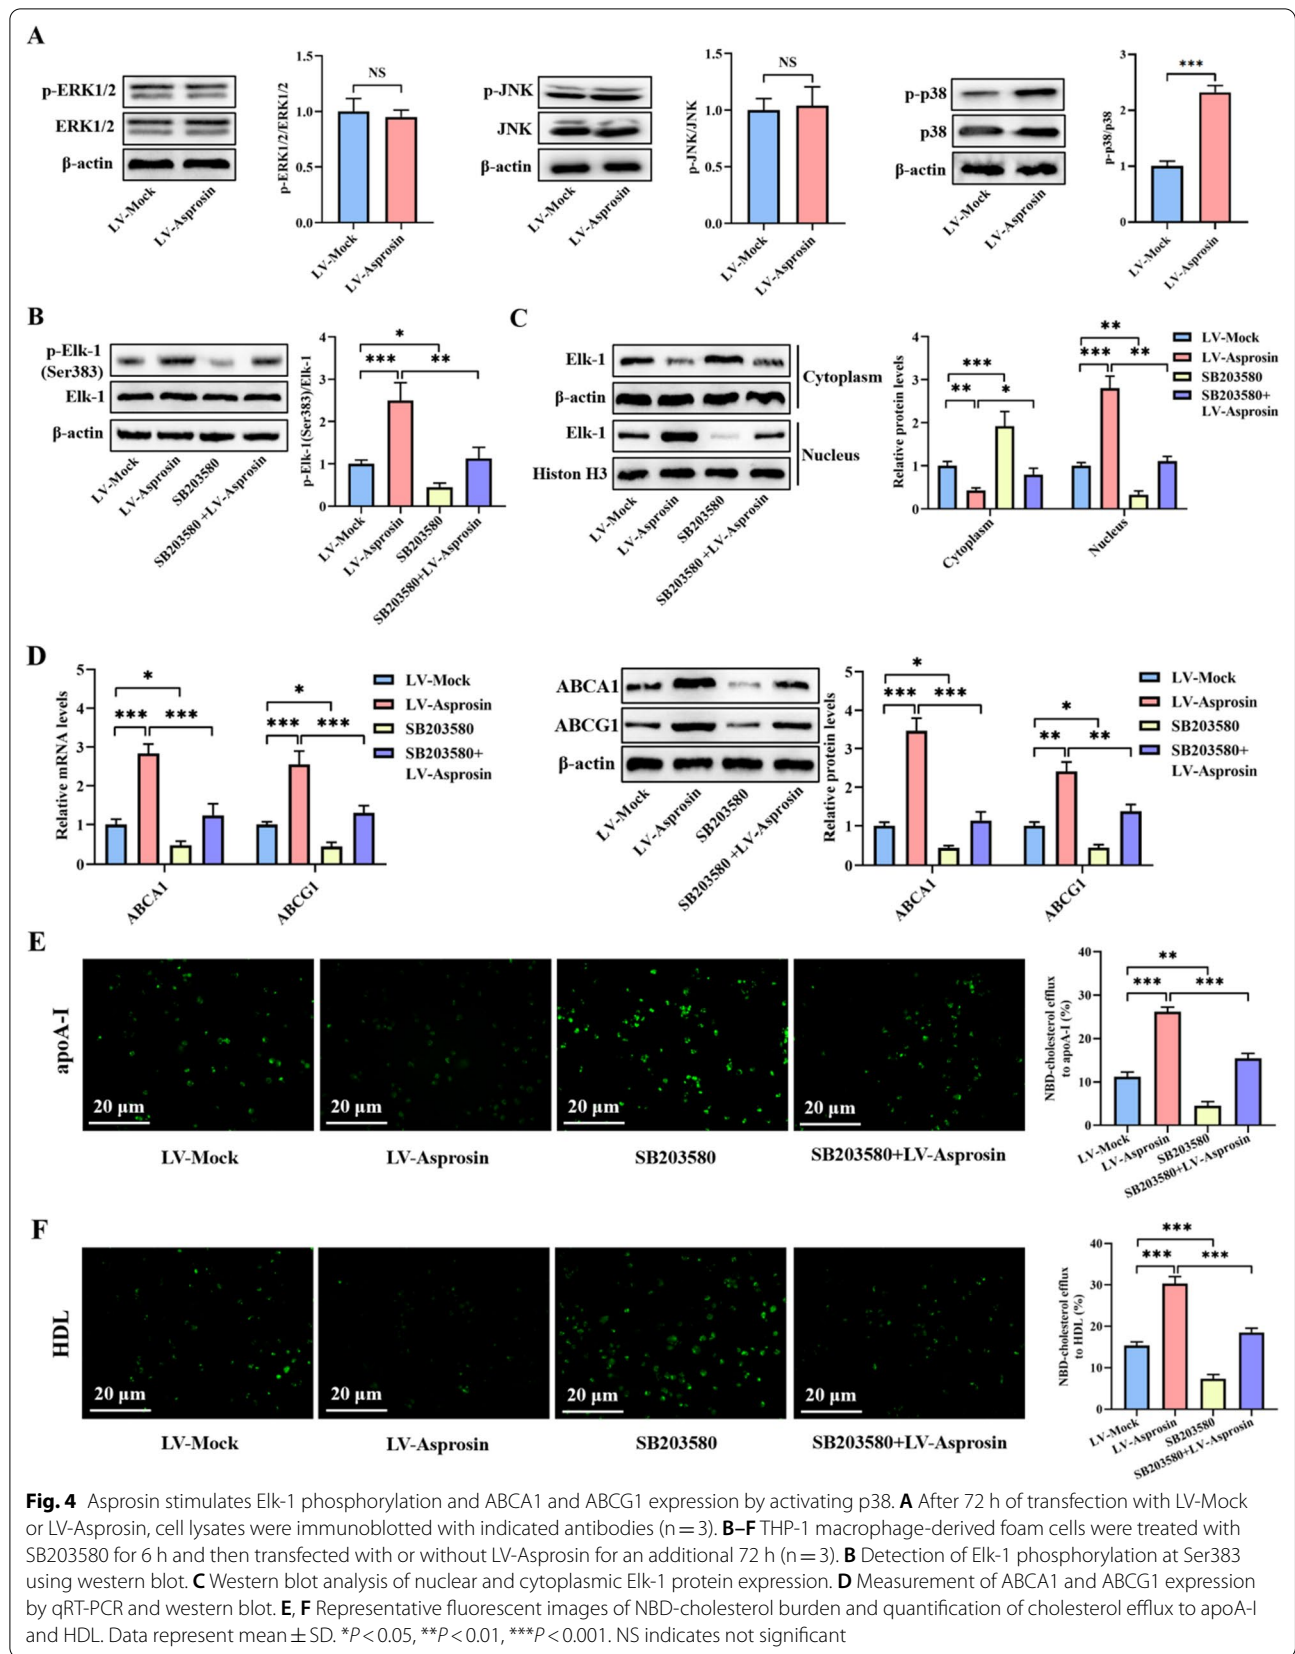 A
p-ERK1/2
ERK1/2
β-actin
LV-Mock
LV-Asprosin
p-ERK1/2/ERK1/2
1.5
1.0
0.5
0.0
NS
LV-Mock
LV-Asprosin
p-JNK
JNK
β-actin
LV-Mock
LV-Asprosin
p-JNK/JNK
1.5
1.0
0.5
0.0
NS
LV-Mock
LV-Asprosin
p-p38
p38
β-actin
LV-Mock
LV-Asprosin
p-p38/p38
3
2
1
0
***
LV-Mock
LV-Asprosin
B
p-Elk-1
(Ser383)
Elk-1
β-actin
LV-Mock
LV-Asprosin
SB203580
SB203580 +LV-Asprosin
p-Elk-1(Ser383)/Elk-1
4
3
2
1
0
*
*** **
LV-Mock
LV-Asprosin
SB203580
SB203580+LV-Asprosin
C
Elk-1
β-actin
Cytoplasm
Elk-1
Histon H3
Nucleus
LV-Mock
LV-Asprosin
SB203580
SB203580 +LV-Asprosin
Relative protein levels
4
3
2
1
0
***
** *
**
*** **
Cytoplasm
Nucleus
LV-Mock
LV-Asprosin
SB203580
SB203580+
LV-Asprosin
D
Relative mRNA levels
5
4
3
2
1
0
*
*** ***
*
*** ***
ABCA1
ABCG1
LV-Mock
LV-Asprosin
SB203580
SB203580+
LV-Asprosin
ABCA1
ABCG1
β-actin
LV-Mock
LV-Asprosin
SB203580
SB203580 +LV-Asprosin
Relative protein levels
5
4
3
2
1
0
*
*** ***
*
** **
ABCA1
ABCG1
LV-Mock
LV-Asprosin
SB203580
SB203580+
LV-Asprosin
E
apoA-I
20 μm
20 μm
20 μm
20 μm
LV-Mock
LV-Asprosin
SB203580
SB203580+LV-Asprosin
NBD-cholesterol efflux
to apoA-I (%)
40
30
20
10
0
**
*** ***
LV-Mock
LV-Asprosin
SB203580
SB203580+LV-Asprosin
F
HDL
20 μm
20 μm
20 μm
20 μm
LV-Mock
LV-Asprosin
SB203580
SB203580+LV-Asprosin
NBD-cholesterol efflux
to HDL (%)
40
30
20
10
0
***
*** ***
LV-Mock
LV-Asprosin
SB203580
SB203580+LV-Asprosin
Fig. 4 Asprosin stimulates Elk-1 phosphorylation and ABCA1 and ABCG1 expression by activating p38. A After 72 h of transfection with LV-Mock
or LV-Asprosin, cell lysates were immunoblotted with indicated antibodies (n = 3). B–F THP-1 macrophage-derived foam cells were treated with
SB203580 for 6 h and then transfected with or without LV-Asprosin for an additional 72 h (n = 3). B Detection of Elk-1 phosphorylation at Ser383
using western blot. C Western blot analysis of nuclear and cytoplasmic Elk-1 protein expression. D Measurement of ABCA1 and ABCG1 expression
by qRT-PCR and western blot. E, F Representative fluorescent images of NBD-cholesterol burden and quantification of cholesterol efflux to apoA-I
and HDL. Data represent mean ± SD. *P < 0.05, **P < 0.01, ***P < 0.001. NS indicates not significant